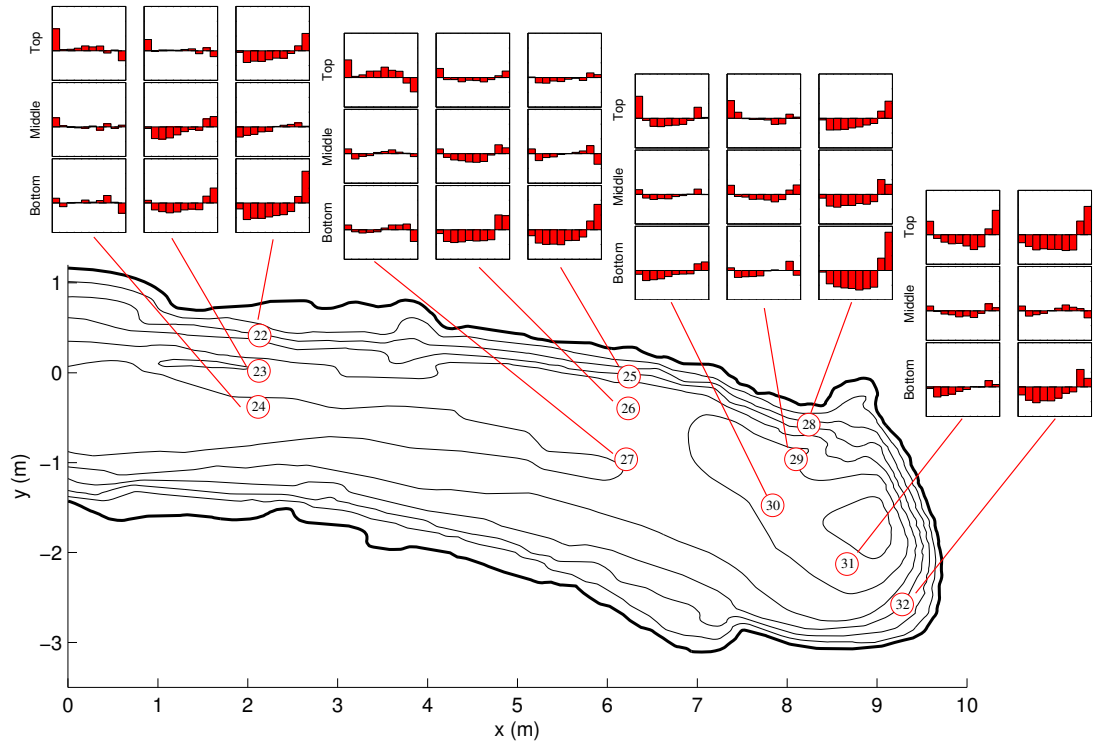 Top
Middle
Bottom
Top
Middle
Bottom
Top
Middle
Bottom
Top
Middle
Bottom
22
23
24
25
26
27
28
29
30
31
32
1
0
−1
−2
−3
y (m)
0 1 2 3 4 5 6 7 8 9 10
x (m)